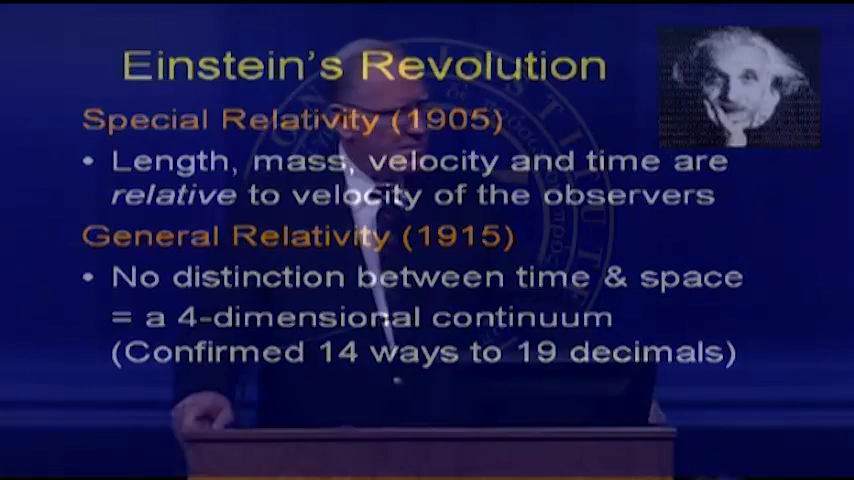 Einstein's Revolution
Special Relativity (1905)
• Length, mass, velocity and time are
relative to velocity of the observers
General Relativity (1915)
• No distinction between time & space
= a 4-dimensional continuum
(Confirmed 14 ways to 19 decimals)